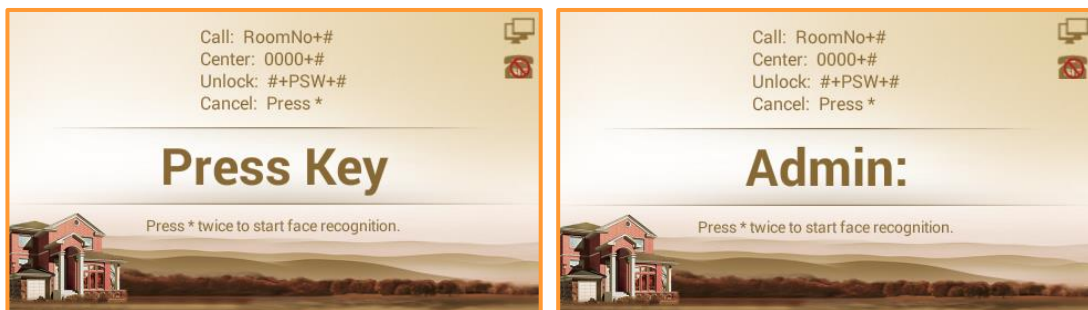 Call: RoomNo+#
Center: 0000+#
Unlock: #+PSW+#
Cancel: Press *
Press Key
Press * twice to start face recognition.
Call: RoomNo+#
Center: 0000+#
Unlock: #+PSW+#
Cancel: Press *
Admin:
Press * twice to start face recognition.